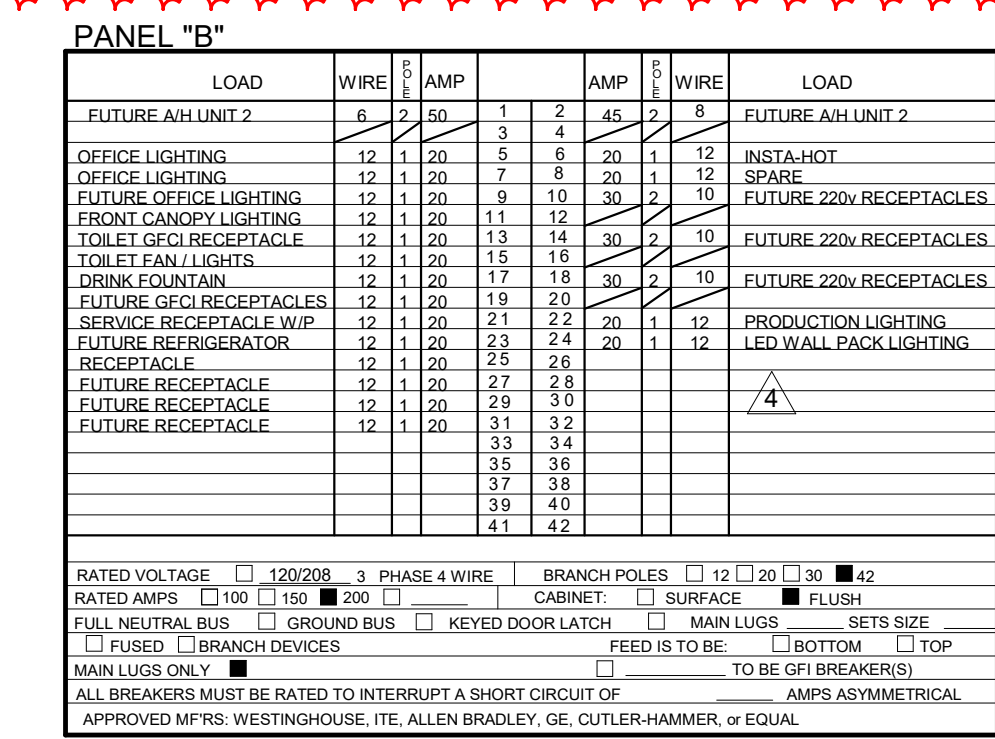 PANEL "B"
LOAD WIRE POLE AMP AMP POLE WIRE LOAD
FUTURE A/H UNIT 2 6 2 50 1 2 45 2 8 FUTURE A/H UNIT 2
3 4
OFFICE LIGHTING 12 1 20 5 6 20 1 12 INSTA-HOT
OFFICE LIGHTING 12 1 20 7 8 20 1 12 SPARE
FUTURE OFFICE LIGHTING 12 1 20 9 10 30 2 10 FUTURE 220v RECEPTACLES
FRONT CANOPY LIGHTING 12 1 20 11 12
TOILET GFCI RECEPTACLE 12 1 20 13 14 30 2 10 FUTURE 220v RECEPTACLES
TOILET FAN / LIGHTS 12 1 20 15 16
DRINK FOUNTAIN 12 1 20 17 18 30 2 10 FUTURE 220v RECEPTACLES
FUTURE GFCI RECEPTACLES 12 1 20 19 20
SERVICE RECEPTACLE W/P 12 1 20 21 22 20 1 12 PRODUCTION LIGHTING
FUTURE REFRIGERATOR 12 1 20 23 24 20 1 12 LED WALL PACK LIGHTING
RECEPTACLE 12 1 20 25 26
FUTURE RECEPTACLE 12 1 20 27 28
FUTURE RECEPTACLE 12 1 20 29 30 4
FUTURE RECEPTACLE 12 1 20 31 32
33 34
35 36
37 38
39 40
41 42
RATED VOLTAGE 120/208 3 PHASE 4 WIRE BRANCH POLES 12 20 30 42
RATED AMPS 100 150 200 ______ CABINET: SURFACE FLUSH
FULL NEUTRAL BUS GROUND BUS KEYED DOOR LATCH MAIN LUGS ______ SETS SIZE ______
FUSED BRANCH DEVICES FEED IS TO BE: BOTTOM TOP
MAIN LUGS ONLY ______ TO BE GFI BREAKER(S)
ALL BREAKERS MUST BE RATED TO INTERRUPT A SHORT CIRCUIT OF ______ AMPS ASYMMETRICAL
APPROVED MF'RS: WESTINGHOUSE, ITE, ALLEN BRADLEY, GE, CUTLER-HAMMER, or EQUAL